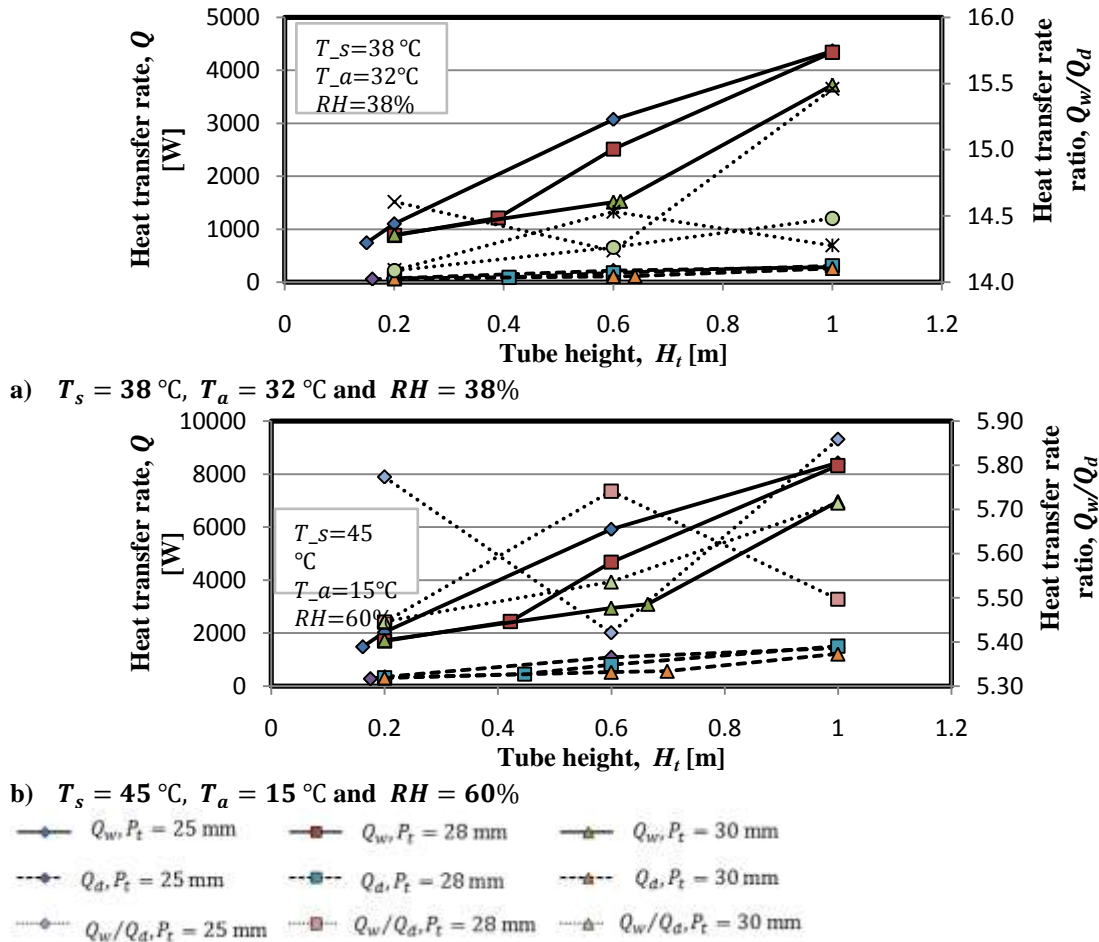 Heat transfer rate, Q
[W]
5000
4000
3000
2000
1000
0
T_s=38 °C
T_a=32°C
RH=38%
16.0
15.5
15.0
14.5
14.0
Heat transfer rate
ratio, Q_w/Q_d
0 0.2 0.4 0.6 0.8 1 1.2
Tube height, H_t [m]
a) T_s = 38 °C, T_a = 32 °C and RH = 38%
Heat transfer rate, Q
[W]
10000
8000
6000
4000
2000
0
T_s=45
°C
T_a=15°C
RH=60%
5.90
5.80
5.70
5.60
5.50
5.40
5.30
Heat transfer rate
ratio, Q_w/Q_d
0 0.2 0.4 0.6 0.8 1 1.2
Tube height, H_t [m]
b) T_s = 45 °C, T_a = 15 °C and RH = 60%
Q_w, P_t = 25 mm Q_w, P_t = 28 mm Q_w, P_t = 30 mm
Q_d, P_t = 25 mm Q_d, P_t = 28 mm Q_d, P_t = 30 mm
Q_w/Q_d, P_t = 25 mm Q_w/Q_d, P_t = 28 mm Q_w/Q_d, P_t = 30 mm